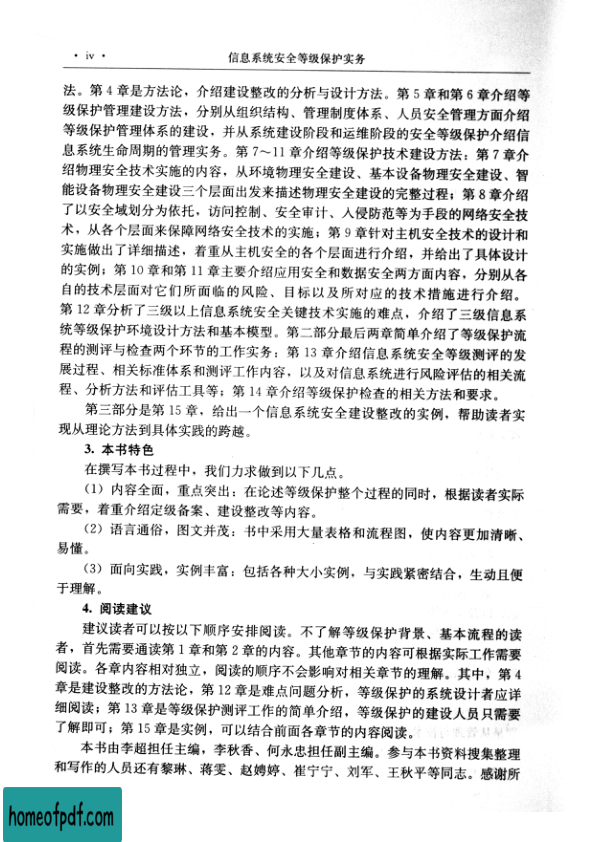 · iv ·
信息系统安全等级保护实务
法。第 4 章是方法论，介绍建设整改的分析与设计方法。第 5 章和第 6 章介绍等
级保护管理建设方法，分别从组织结构、管理制度体系、人员安全管理方面介绍
等级保护管理体系的建设，并从系统建设阶段和运维阶段的安全等级保护介绍信
息系统生命周期的管理实务。第 7～11 章介绍等级保护技术建设方法：第 7 章介
绍物理安全技术实施的内容，从环境物理安全建设、基本设备物理安全建设、智
能设备物理安全建设三个层面出发来描述物理安全建设的完整过程；第 8 章介绍
了以安全域划分为依托，访问控制、安全审计、入侵防范等为手段的网络安全技
术，从各个层面来保障网络安全技术的实施；第 9 章针对主机安全技术的设计和
实施做出了详细描述，着重从主机安全的各个层面进行介绍，并给出了具体设计
的实例；第 10 章和第 11 章主要介绍应用安全和数据安全两方面内容，分别从各
自的技术层面对它们所面临的风险、目标以及所对应的技术措施进行介绍。
第 12 章分析了三级以上信息系统安全关键技术实施的难点，介绍了三级信息系
统等级保护环境设计方法和基本模型。第二部分最后两章简单介绍了等级保护流
程的测评与检查两个环节的工作实务：第 13 章介绍信息系统安全等级测评的发
展过程、相关标准体系和测评工作内容，以及对信息系统进行风险评估的相关流
程、分析方法和评估工具等；第 14 章介绍等级保护检查的相关方法和要求。
第三部分是第 15 章，给出一个信息系统安全建设整改的实例，帮助读者实
现从理论方法到具体实践的跨越。
3. 本书特色
在撰写本书过程中，我们力求做到以下几点。
（1）内容全面，重点突出：在论述等级保护整个过程的同时，根据读者实际
需要，着重介绍定级备案、建设整改等内容。
（2）语言通俗，图文并茂：书中采用大量表格和流程图，使内容更加清晰、
易懂。
（3）面向实践，实例丰富：包括各种大小实例，与实践紧密结合，生动且便
于理解。
4. 阅读建议
建议读者可以按以下顺序安排阅读。不了解等级保护背景、基本流程的读
者，首先需要通读第 1 章和第 2 章的内容。其他章节的内容可根据实际工作需要
阅读。各章内容相对独立，阅读的顺序不会影响对相关章节的理解。其中，第 4
章是建设整改的方法论，第 12 章是难点问题分析，等级保护的系统设计者应详
细阅读；第 13 章是等级保护测评工作的简单介绍，等级保护的建设人员只需要
了解即可；第 15 章是实例，可以结合前面各章节的内容阅读。
本书由李超担任主编，李秋香、何永忠担任副主编。参与本书资料搜集整理
和写作的人员还有黎琳、蒋雯、赵娉婷、崔宁宁、刘军、王秋平等同志。感谢所
homeofpdf.com